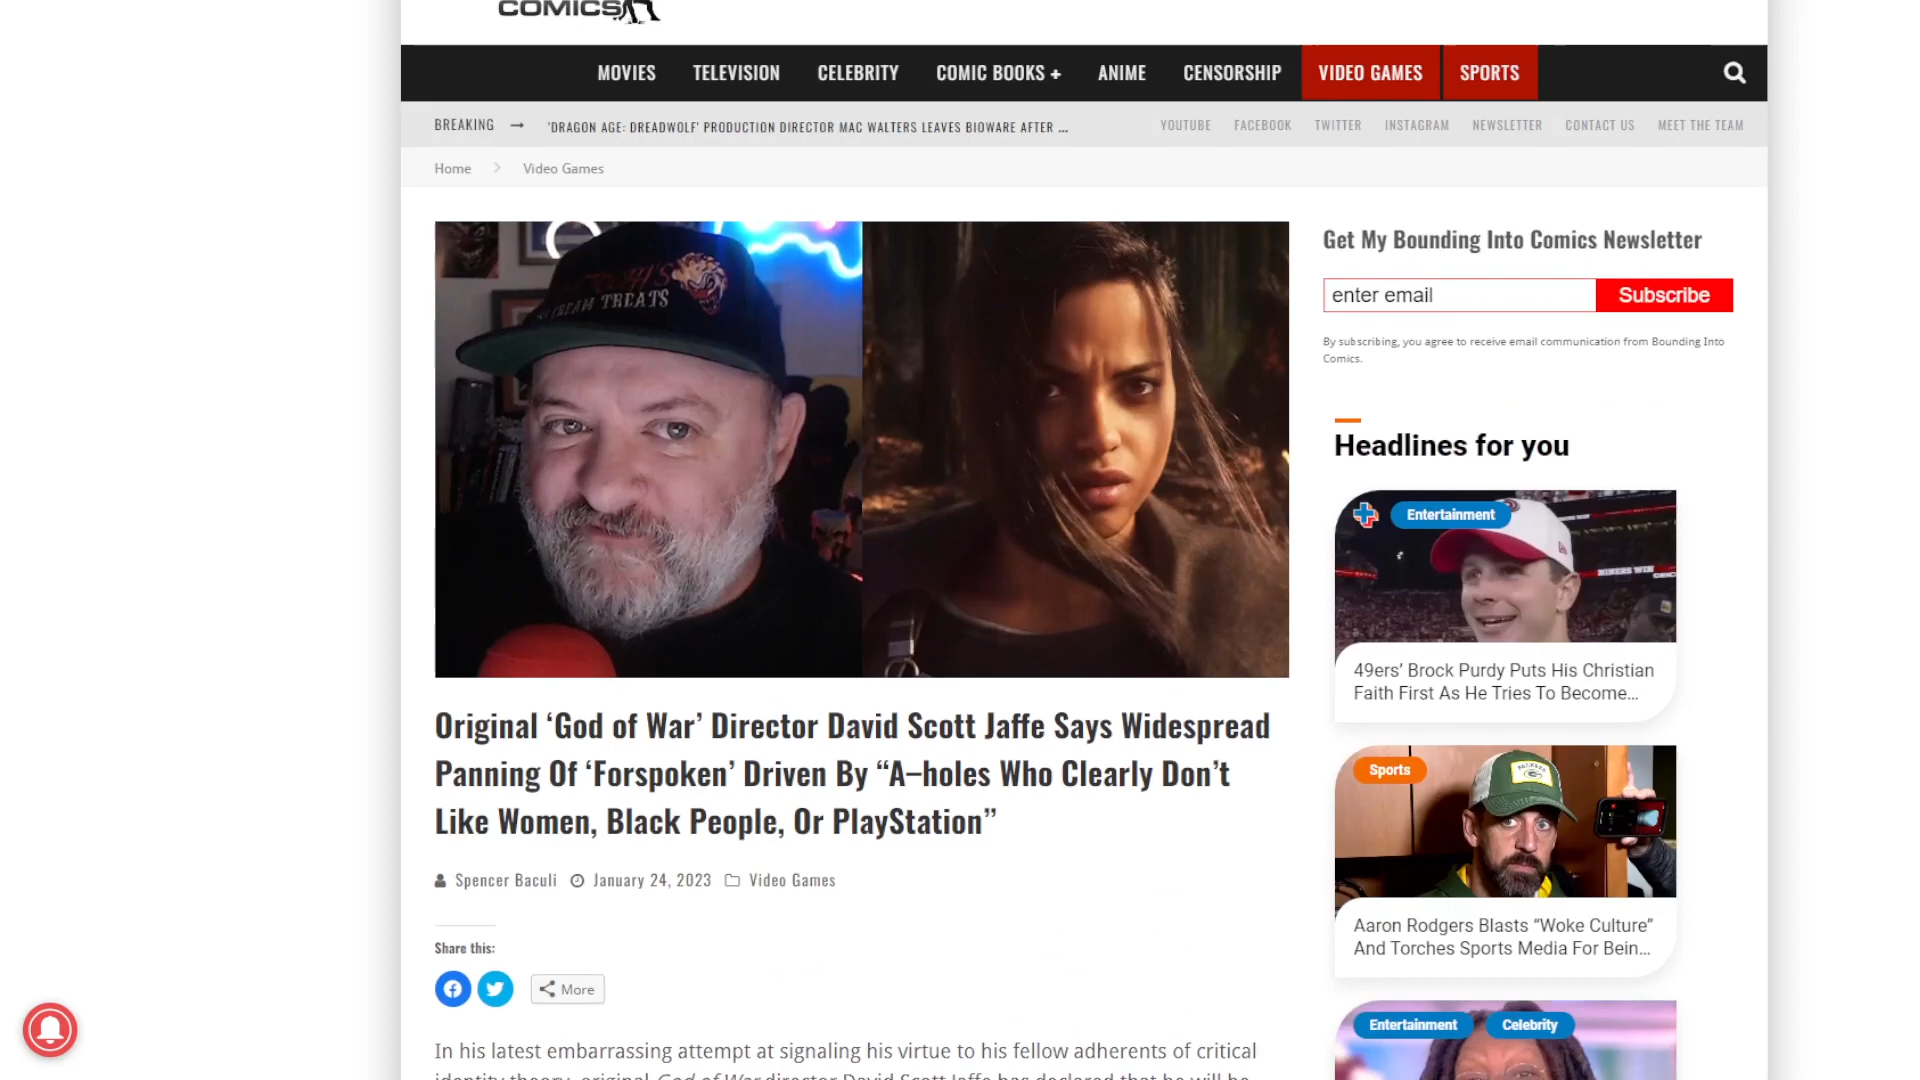 COMICS
MOVIES TELEVISION CELEBRITY COMIC BOOKS + ANIME CENSORSHIP VIDEO GAMES SPORTS
BREAKING → 'DRAGON AGE: DREADWOLF' PRODUCTION DIRECTOR MAC WALTERS LEAVES BIOWARE AFTER ... YOUTUBE FACEBOOK TWITTER INSTAGRAM NEWSLETTER CONTACT US MEET THE TEAM
Home > Video Games
TREATS
Get My Bounding Into Comics Newsletter
enter email Subscribe
By subscribing, you agree to receive email communication from Bounding Into
Comics.
Headlines for you
Entertainment
49ers' Brock Purdy Puts His Christian
Faith First As He Tries To Become...
Sports
Aaron Rodgers Blasts “Woke Culture”
And Torches Sports Media For Bein...
Entertainment Celebrity
Original ‘God of War’ Director David Scott Jaffe Says Widespread
Panning Of ‘Forspoken’ Driven By “A–holes Who Clearly Don’t
Like Women, Black People, Or PlayStation”
Spencer Baculi January 24, 2023 Video Games
Share this:
More
In his latest embarrassing attempt at signaling his virtue to his fellow adherents of critical
identity theory, original God of War director David Scott Jaffe has declared that he will be